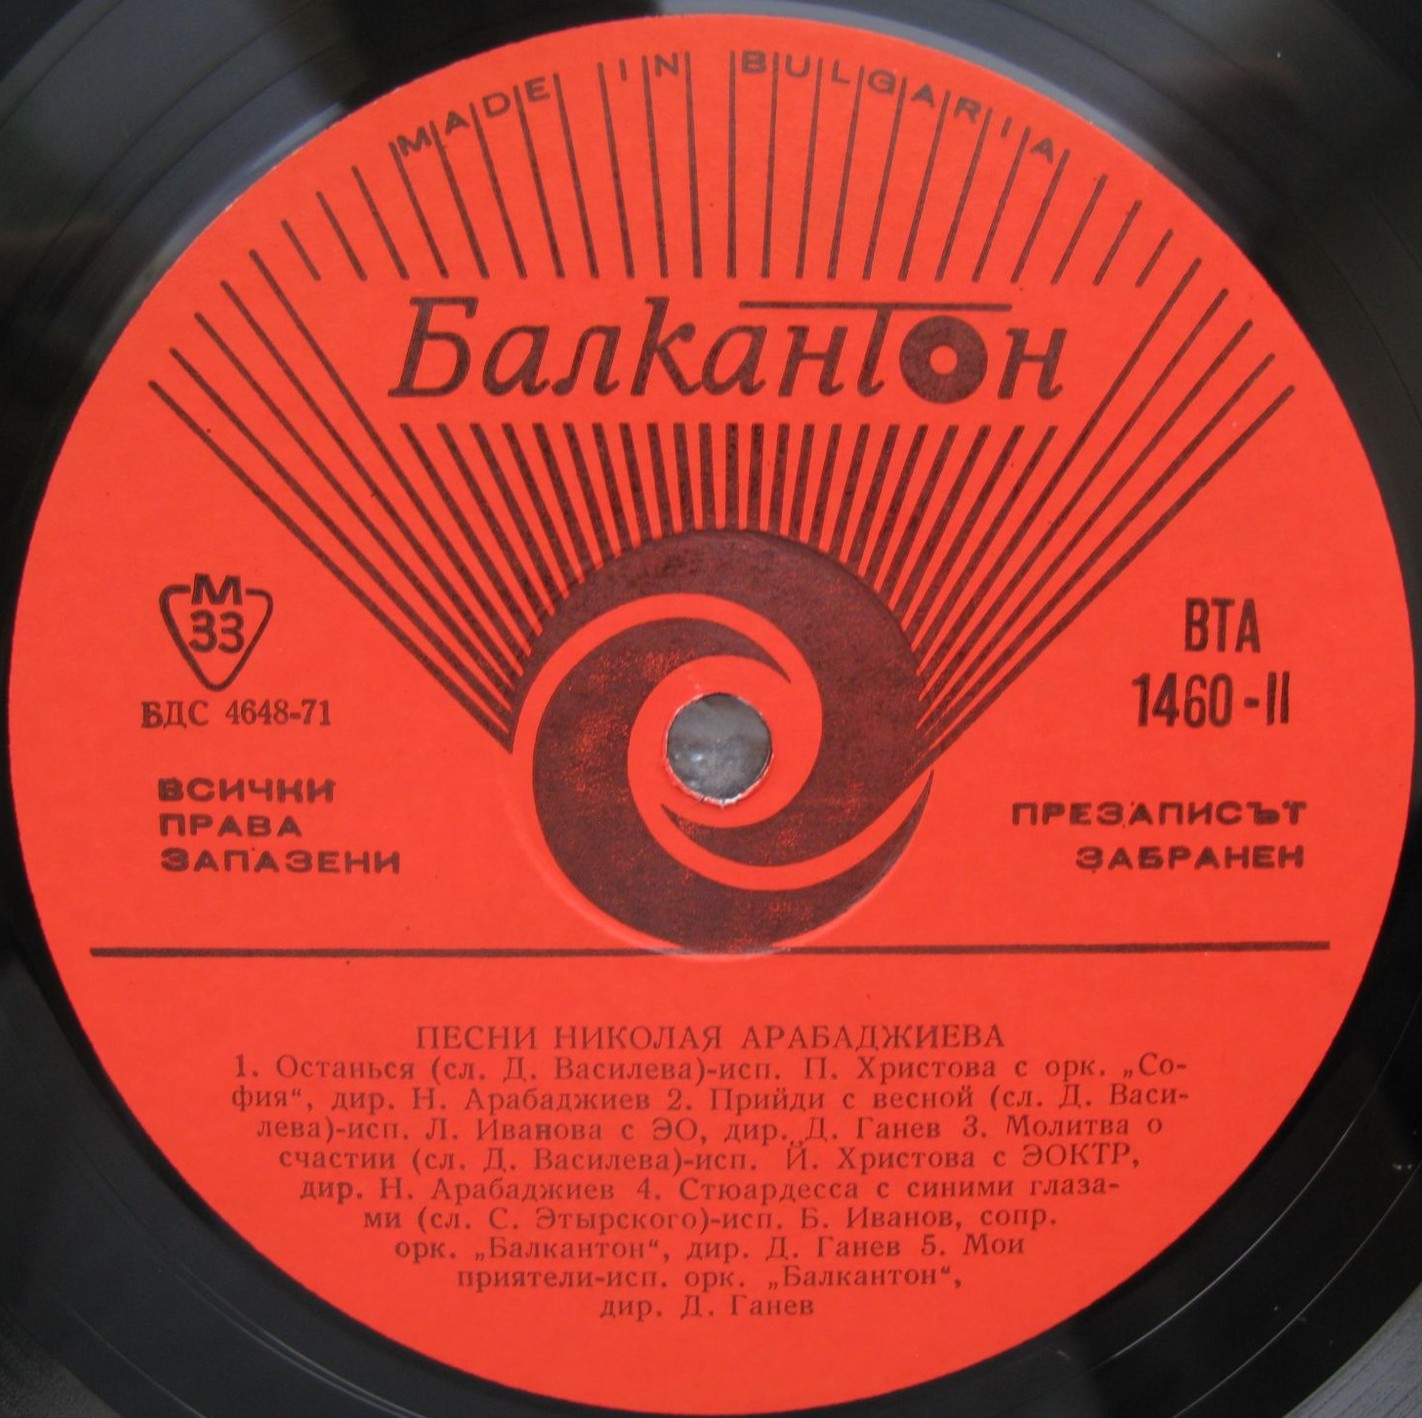 MADE IN BULGARIA
Балкантон
М
33
БДС 4648-71
ВСИЧКИ
ПРАВА
ЗАПАЗЕНИ
ВТА
1460-II
ПРЕЗАПИСЪТ
ЗАБРАНЕН
ПЕСНИ НИКОЛАЯ АРАБАДЖИЕВА
1. Останься (сл. Д. Василева)-исп. П. Христова с орк. „Со-
фия“, дир. Н. Арабаджиев 2. Прийди с весной (сл. Д. Васи-
лева)-исп. Л. Иванова с ЭО, дир. Д. Ганев 3. Молитва о
счастии (сл. Д. Василева)-исп. Й. Христова с ЭОКТР,
дир. Н. Арабаджиев 4. Стюардесса с синими глаза-
ми (сл. С. Этырского)-исп. Б. Иванов, сопр.
орк. „Балкантон“, дир. Д. Ганев 5. Мои
приятели-исп. орк. „Балкантон“,
дир. Д. Ганев